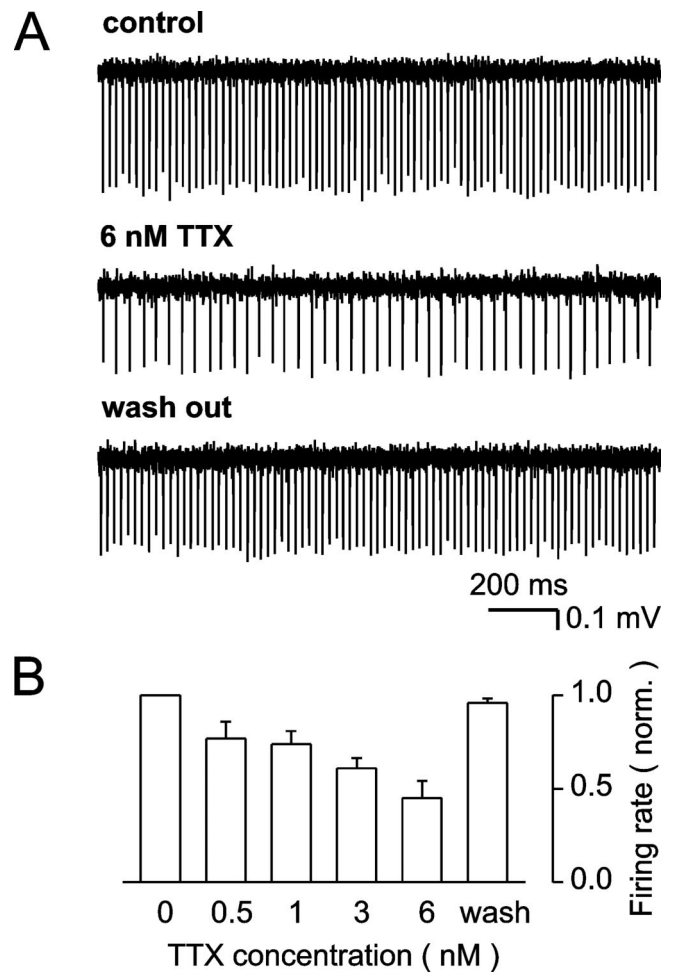 A
control
6 nM TTX
wash out
200 ms
0.1 mV
B
1.0
0.5
0.0
Firing rate ( norm. )
0 0.5 1 3 6 wash
TTX concentration ( nM )